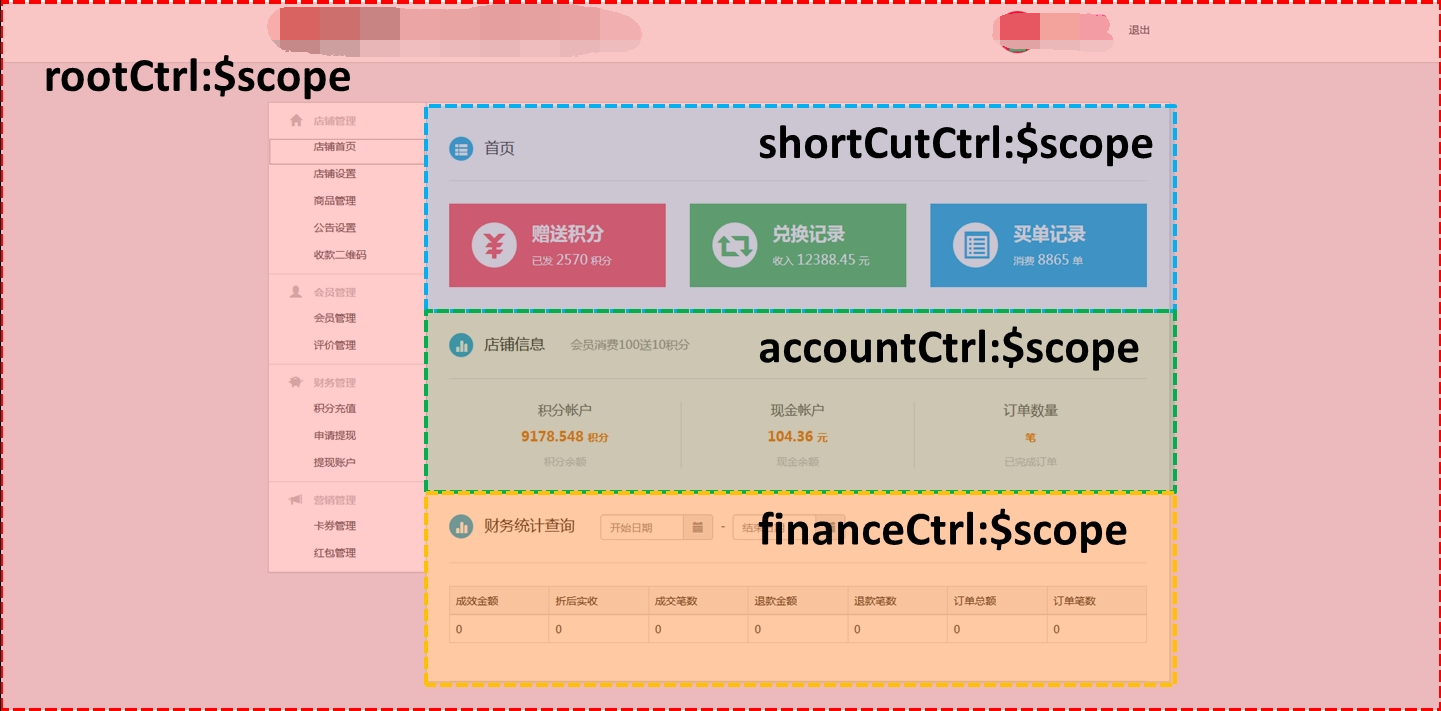 退出
rootCtrl:$scope
店铺管理
店铺首页
店铺设置
商品管理
公告设置
收款二维码
会员管理
会员管理
评价管理
财务管理
积分充值
申请提现
提现账户
营销管理
卡券管理
红包管理
首页
shortCutCtrl:$scope
赠送积分
已发 2570 积分
兑换记录
收入 12388.45 元
买单记录
消费 8865 单
店铺信息 会员消费100送10积分
accountCtrl:$scope
积分帐户 现金帐户 订单数量
9178.548 积分 104.36 元 笔
积分余额 现金余额 已完成订单
财务统计查询 开始日期 -
financeCtrl:$scope
成效金额 折后实收 成交笔数 退款金额 退款笔数 订单总额 订单笔数
0 0 0 0 0 0 0